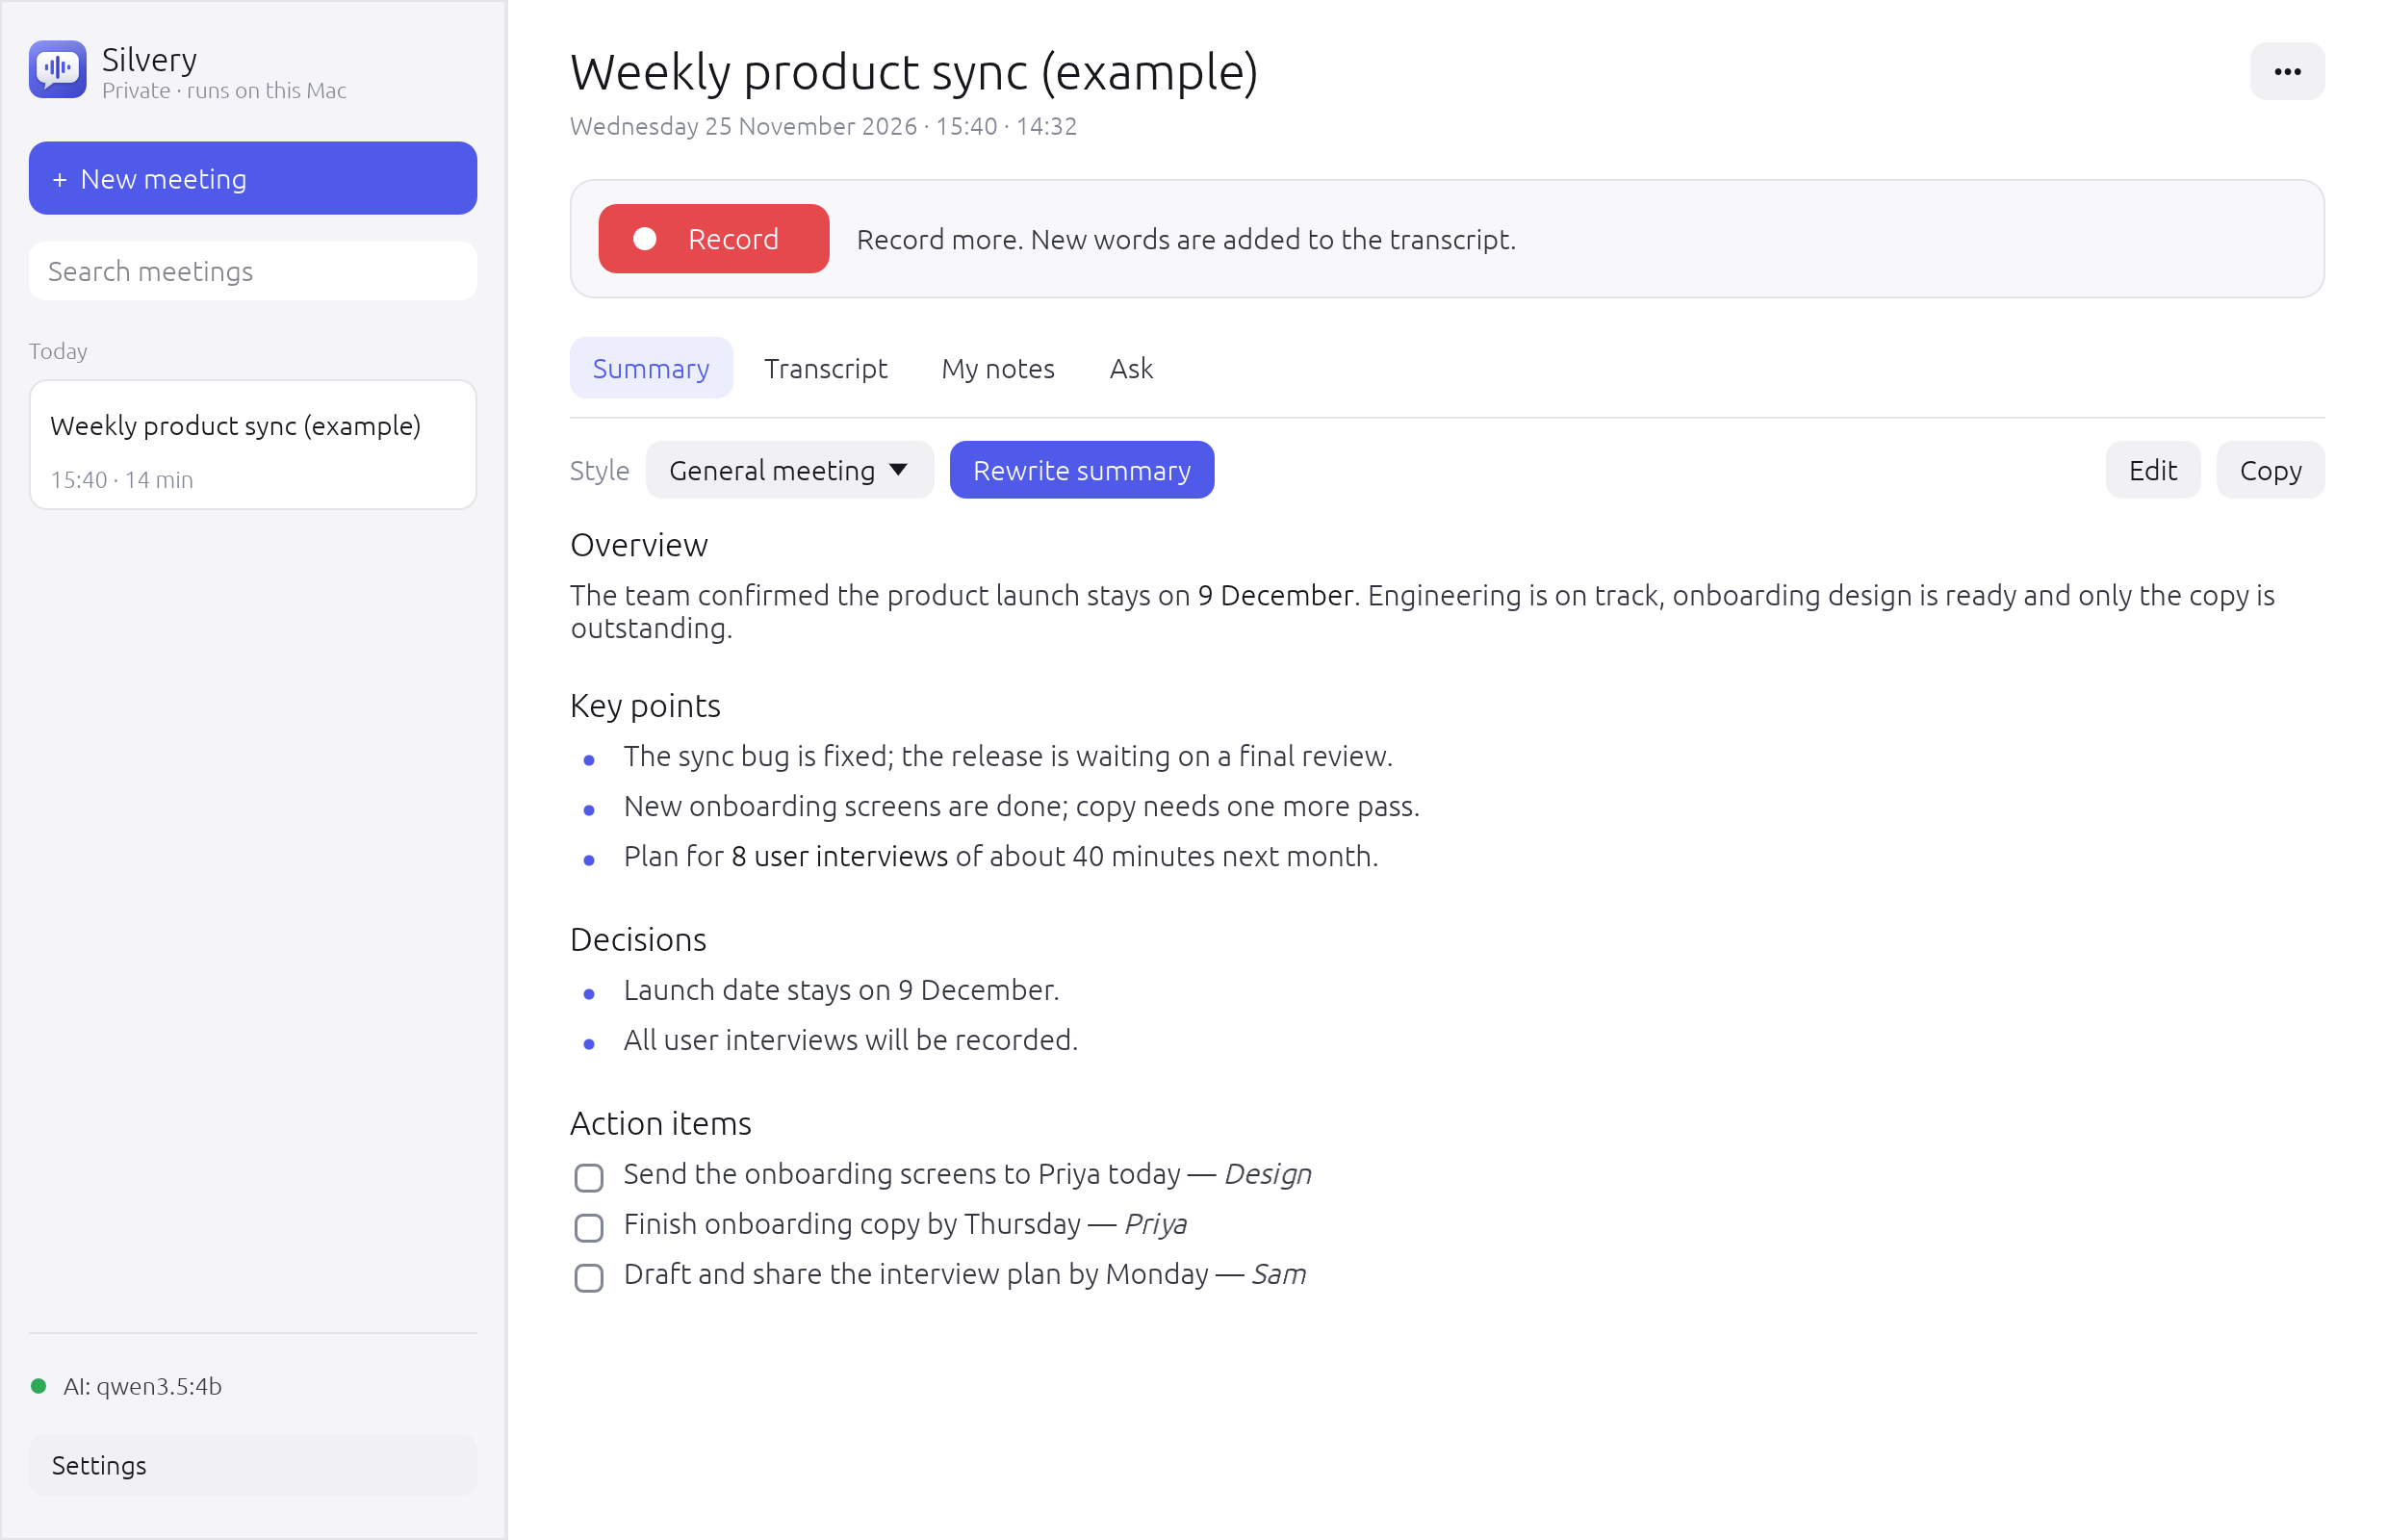 Silvery
Private · runs on this Mac
+ New meeting
Search meetings
Today
Weekly product sync (example)
15:40 · 14 min
AI: qwen3.5:4b
Settings
Weekly product sync (example)
Wednesday 25 November 2026 · 15:40 · 14:32
Record
Record more. New words are added to the transcript.
Summary
Transcript
My notes
Ask
Style
General meeting
Rewrite summary
Edit
Copy
Overview
The team confirmed the product launch stays on 9 December. Engineering is on track, onboarding design is ready and only the copy is
outstanding.
Key points
The sync bug is fixed; the release is waiting on a final review.
New onboarding screens are done; copy needs one more pass.
Plan for 8 user interviews of about 40 minutes next month.
Decisions
Launch date stays on 9 December.
All user interviews will be recorded.
Action items
Send the onboarding screens to Priya today — Design
Finish onboarding copy by Thursday — Priya
Draft and share the interview plan by Monday — Sam